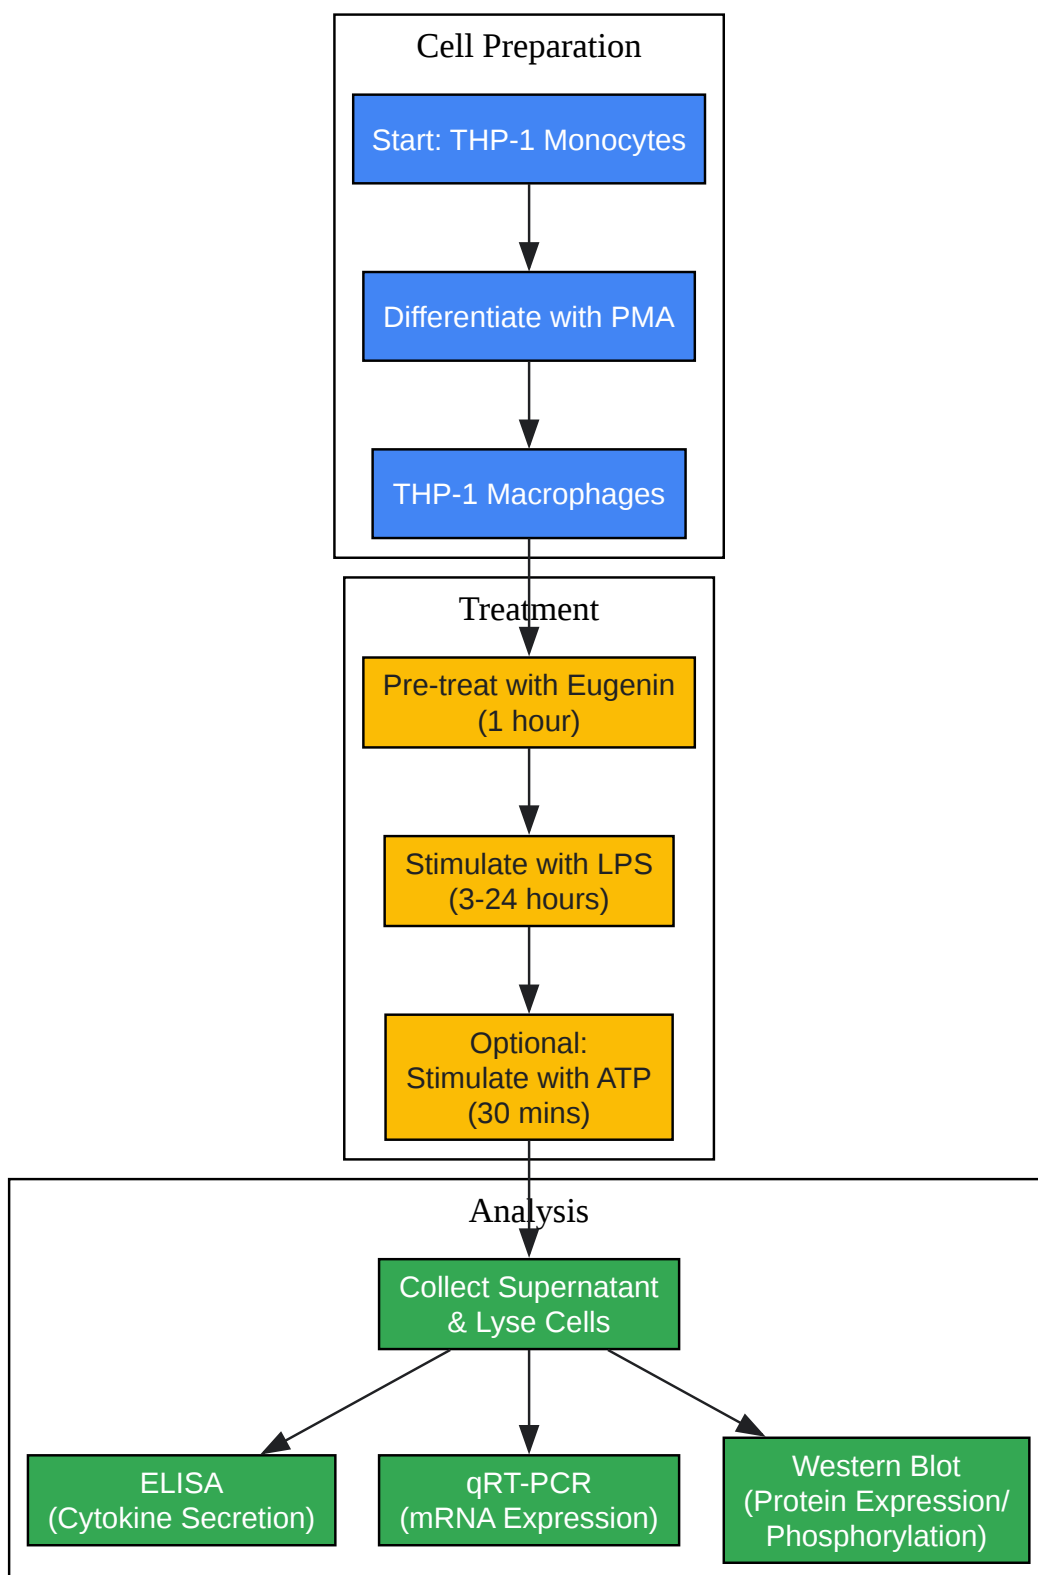 Cell Preparation
Start: THP-1 Monocytes
Differentiate with PMA
THP-1 Macrophages
Treatment
Pre-treat with Eugenin
(1 hour)
Stimulate with LPS
(3-24 hours)
Optional:
Stimulate with ATP
(30 mins)
Analysis
Collect Supernatant
& Lyse Cells
ELISA
(Cytokine Secretion)
qRT-PCR
(mRNA Expression)
Western Blot
(Protein Expression/
Phosphorylation)